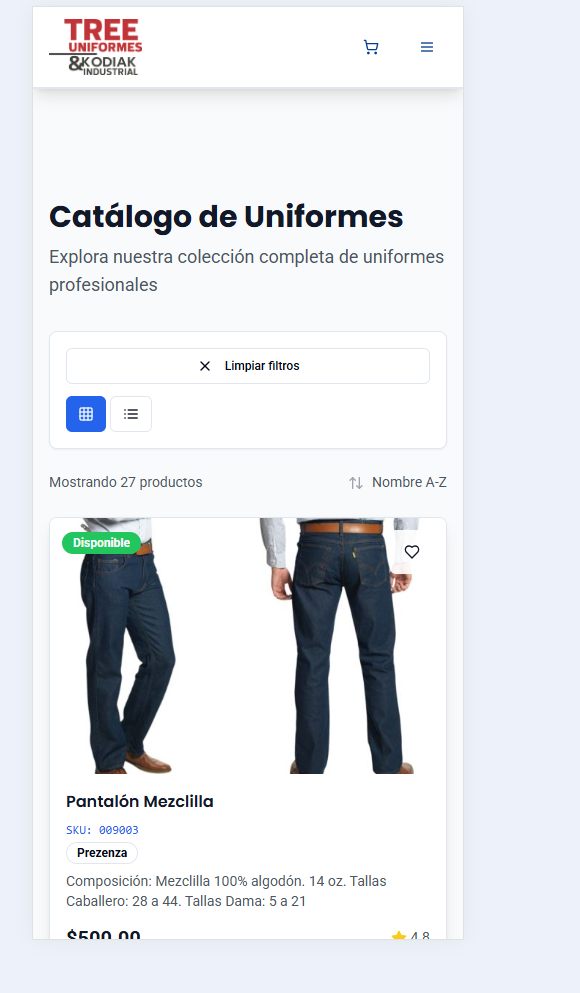 TREE
UNIFORMES
&KODIAK
INDUSTRIAL
Catálogo de Uniformes
Explora nuestra colección completa de uniformes
profesionales
Limpiar filtros
Mostrando 27 productos
Nombre A-Z
Disponible
Pantalón Mezclilla
SKU: 009003
Prezenza
Composición: Mezclilla 100% algodón. 14 oz. Tallas
Caballero: 28 a 44. Tallas Dama: 5 a 21
$500.00
4.8